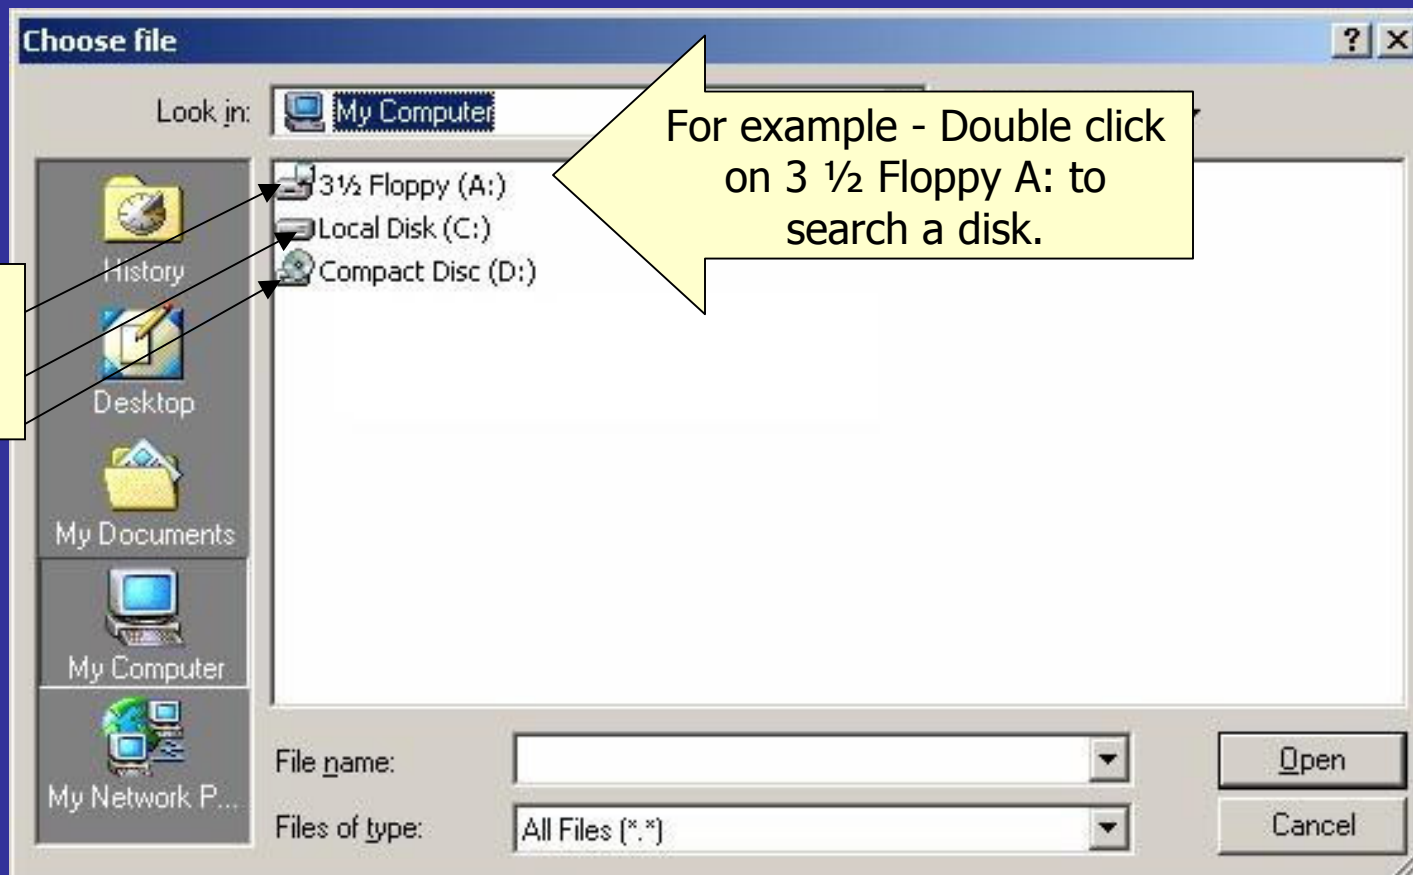 Choose file
Look in:
My Computer
For example - Double click
on 3 ½ Floppy A: to
search a disk.
3½ Floppy (A:)
Local Disk (C:)
Compact Disc (D:)
History
Desktop
My Documents
My Computer
My Network P...
File name:
Open
Files of type:
All Files (*.*)
Cancel